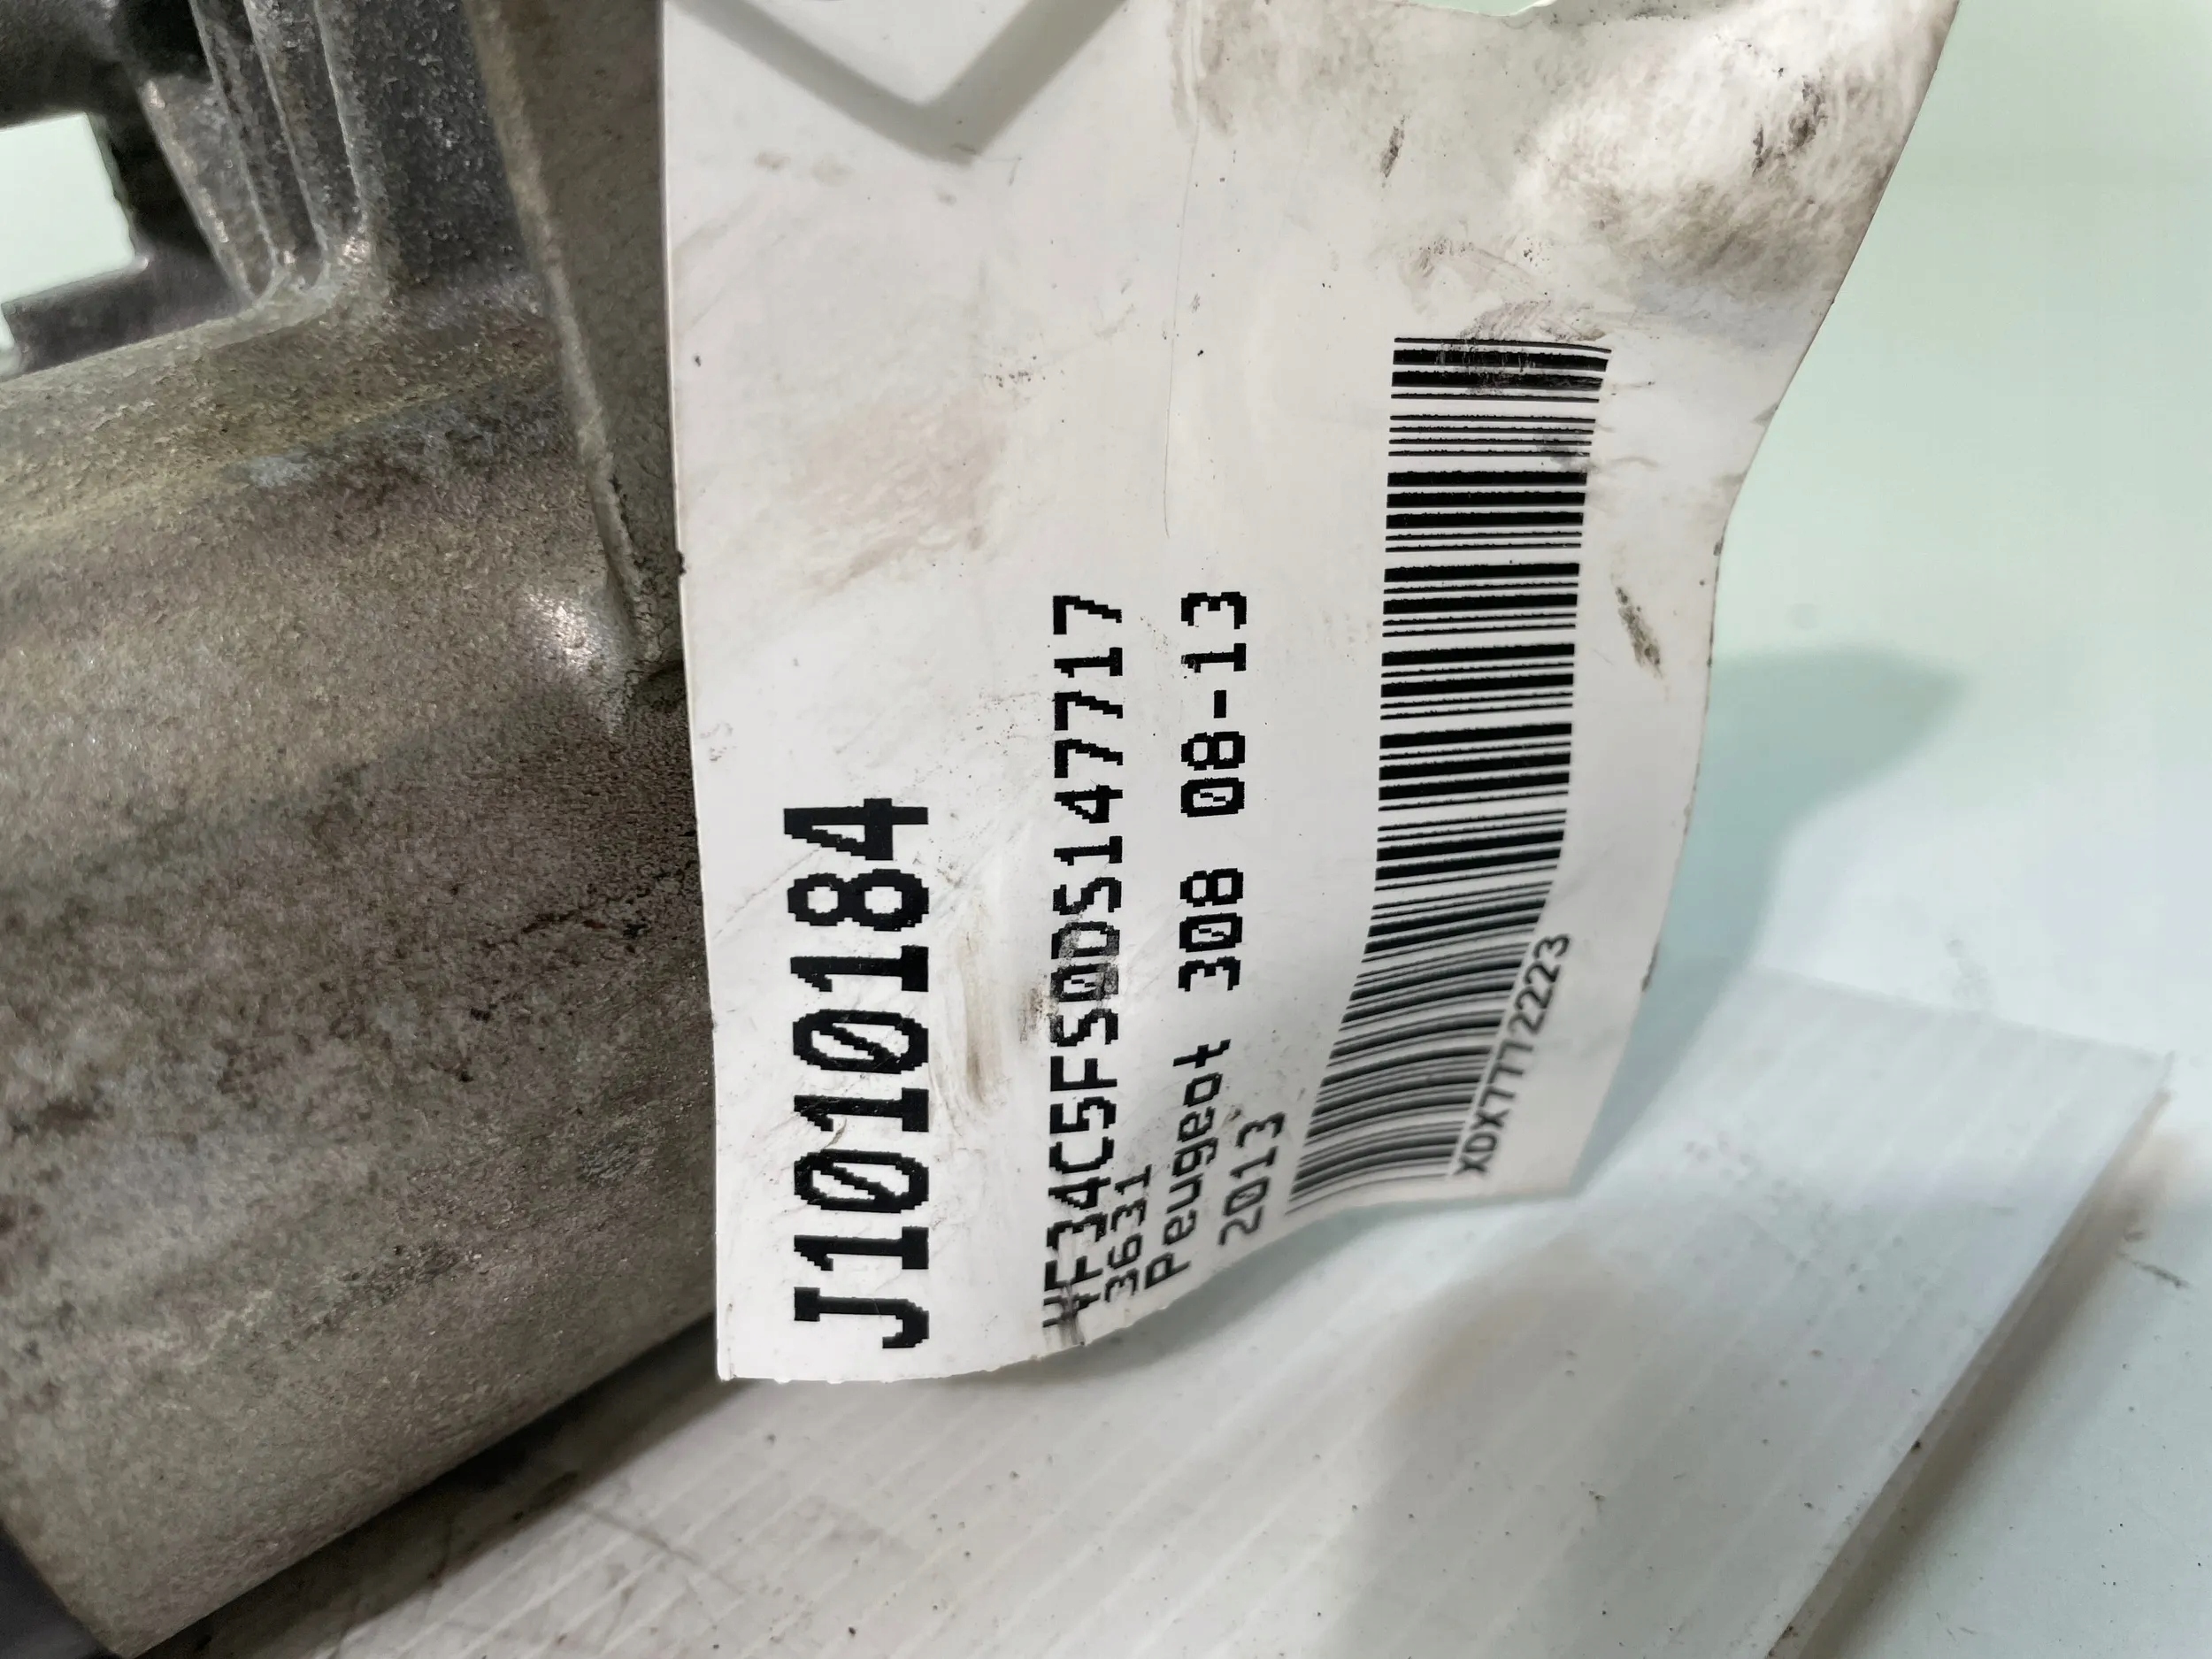 J1010184
VF34C5FS0DS147717
3631
Peugeot 308 08-13
2013
XDX7772223